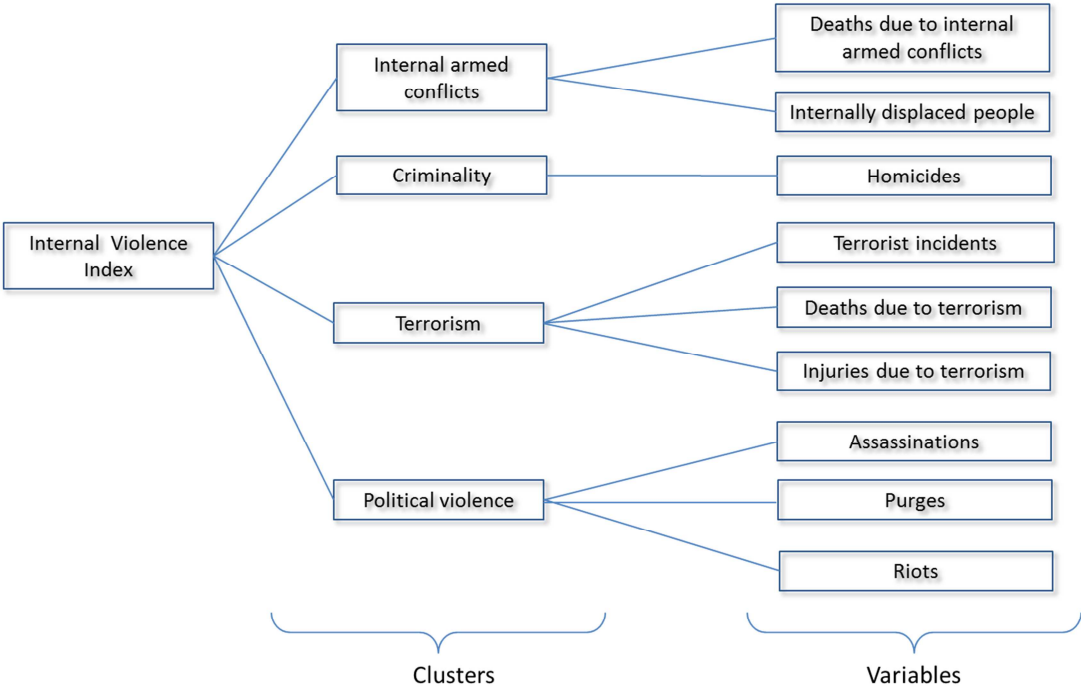 Internal Violence
Index
Internal armed
conflicts
Criminality
Terrorism
Political violence
Deaths due to internal
armed conflicts
Internally displaced people
Homicides
Terrorist incidents
Deaths due to terrorism
Injuries due to terrorism
Assassinations
Purges
Riots
Clusters
Variables